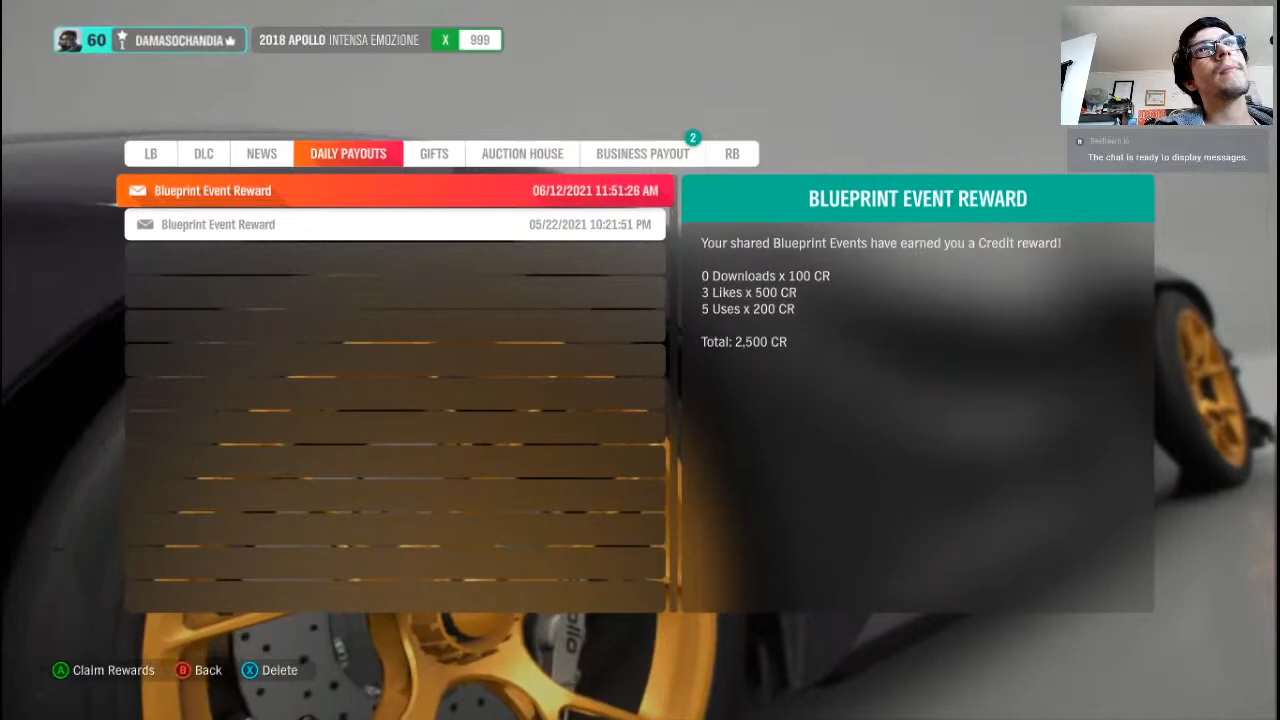 60 1 DAMASOCHANDIA
2018 APOLLO INTENSA EMOZIONE X 999
2
LB DLC NEWS DAILY PAYOUTS GIFTS AUCTION HOUSE BUSINESS PAYOUT RB
Blueprint Event Reward 06/12/2021 11:51:26 AM
Blueprint Event Reward 05/22/2021 10:21:51 PM
BLUEPRINT EVENT REWARD
Your shared Blueprint Events have earned you a Credit reward!
0 Downloads x 100 CR
3 Likes x 500 CR
5 Uses x 200 CR
Total: 2,500 CR
Restream.io
The chat is ready to display messages.
A Claim Rewards B Back X Delete